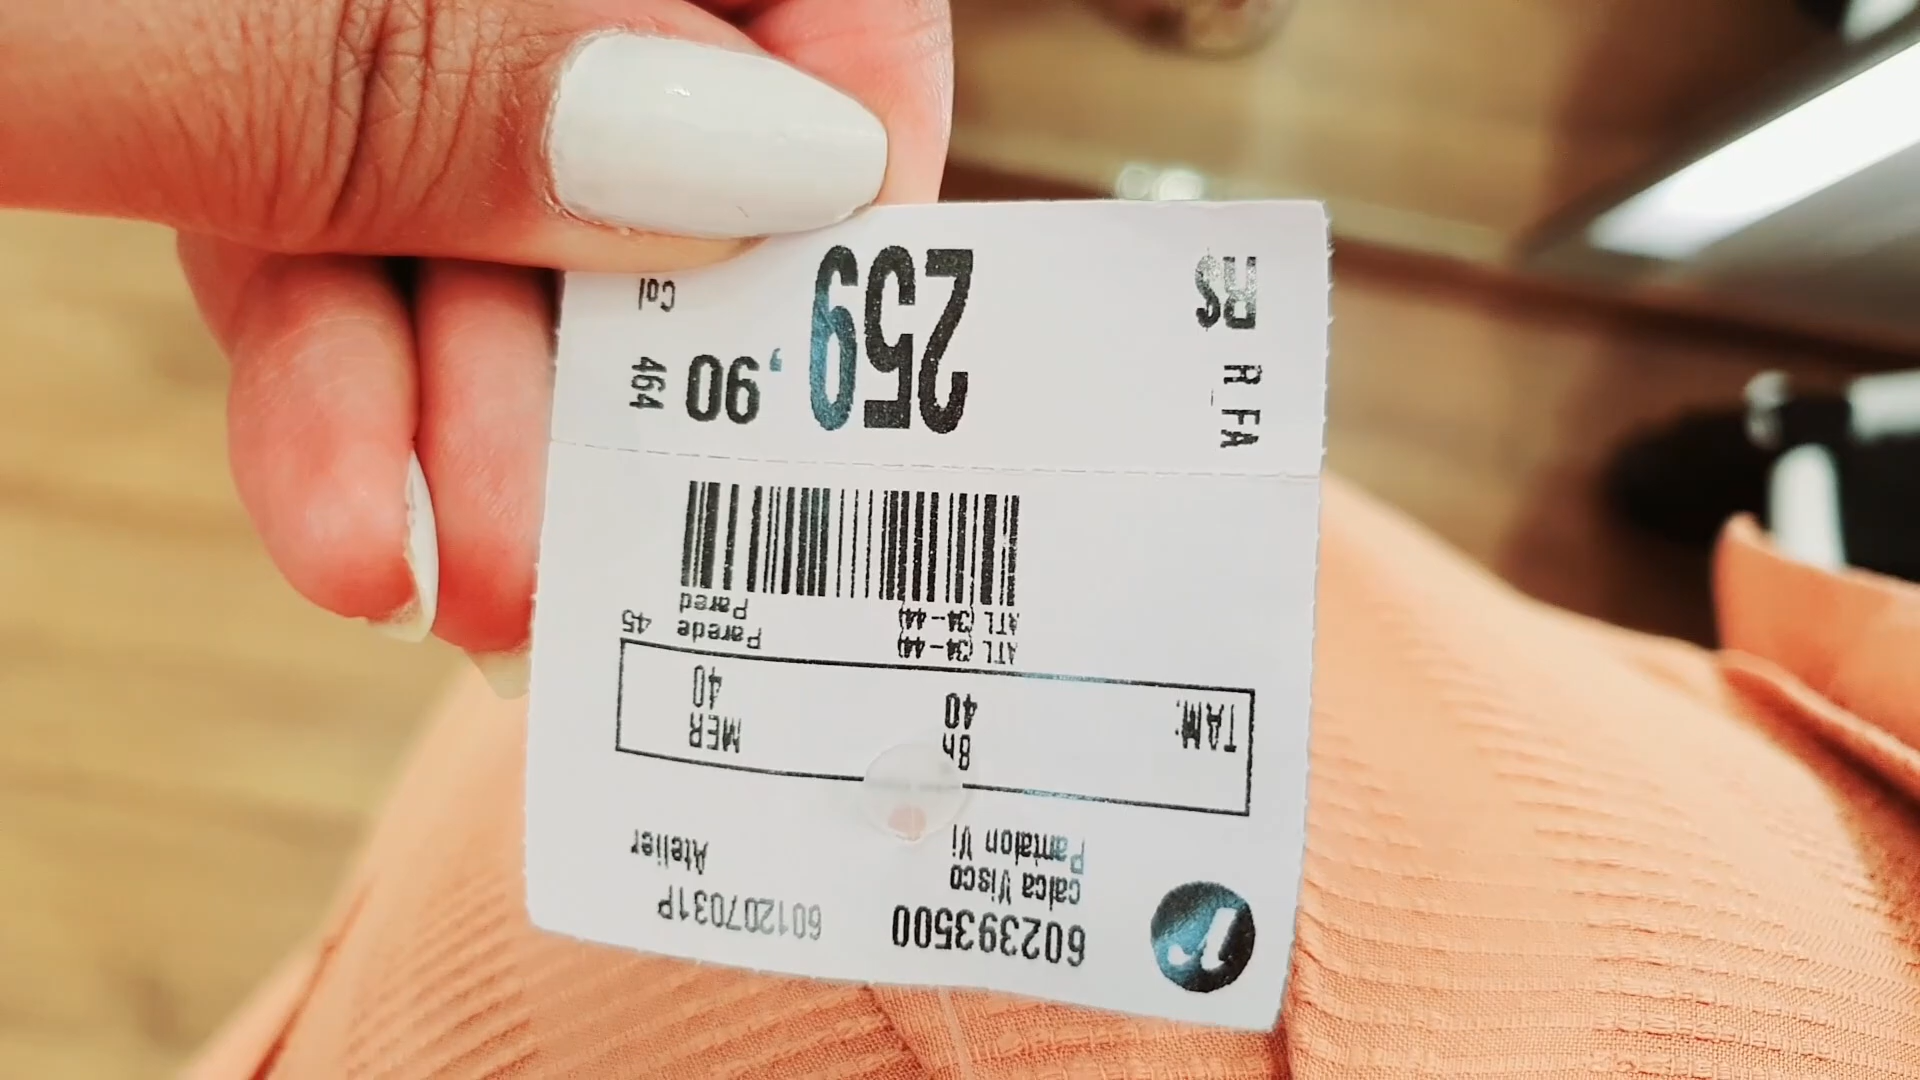 602393500 601207031P
calca Visco Atelier
Pantalon Vi
TAM: 8h MER
40 40
ATL (34-44) Parede 45
ATL (34-44) Pared
R_FA 464
R$ 259,90 Col